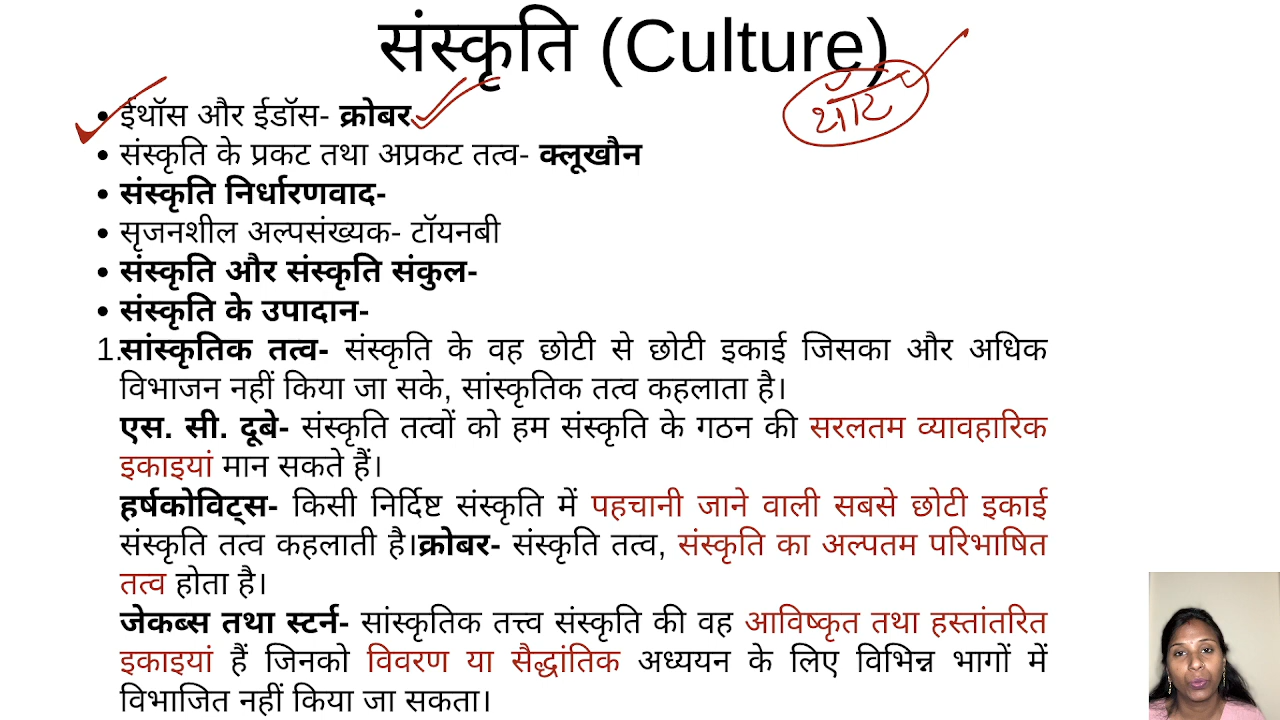 संस्कृति (Culture)
थॉट
• ईथॉस और ईडॉस- क्रोबर
• संस्कृति के प्रकट तथा अप्रकट तत्व- क्लूखौन
• संस्कृति निर्धारणवाद-
• सृजनशील अल्पसंख्यक- टॉयनबी
• संस्कृति और संस्कृति संकुल-
• संस्कृति के उपादान-
1.सांस्कृतिक तत्व- संस्कृति के वह छोटी से छोटी इकाई जिसका और अधिक
विभाजन नहीं किया जा सके, सांस्कृतिक तत्व कहलाता है।
एस. सी. दूबे- संस्कृति तत्वों को हम संस्कृति के गठन की सरलतम व्यावहारिक
इकाइयां मान सकते हैं।
हर्षकोविट्स- किसी निर्दिष्ट संस्कृति में पहचानी जाने वाली सबसे छोटी इकाई
संस्कृति तत्व कहलाती है।क्रोबर- संस्कृति तत्व, संस्कृति का अल्पतम परिभाषित
तत्व होता है।
जेकब्स तथा स्टर्न- सांस्कृतिक तत्त्व संस्कृति की वह आविष्कृत तथा हस्तांतरित
इकाइयां हैं जिनको विवरण या सैद्धांतिक अध्ययन के लिए विभिन्न भागों में
विभाजित नहीं किया जा सकता।